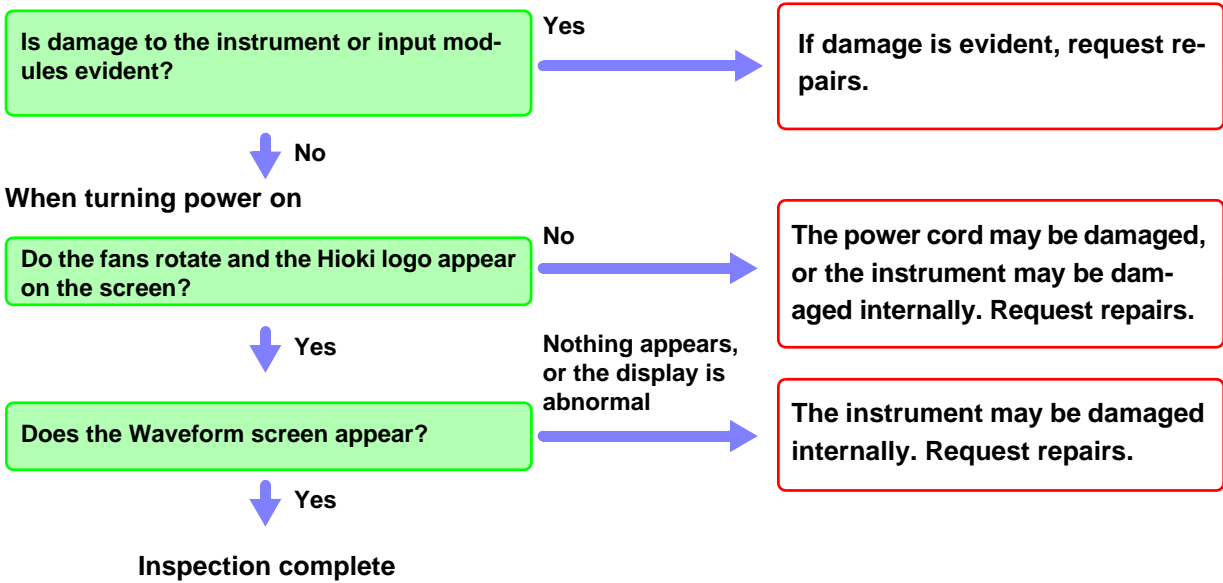 Is damage to the instrument or input mod-
ules evident?
Yes
If damage is evident, request re-
pairs.
No
When turning power on
Do the fans rotate and the Hioki logo appear
on the screen?
No
The power cord may be damaged,
or the instrument may be dam-
aged internally. Request repairs.
Yes
Nothing appears,
or the display is
abnormal
Does the Waveform screen appear?
The instrument may be damaged
internally. Request repairs.
Yes
Inspection complete